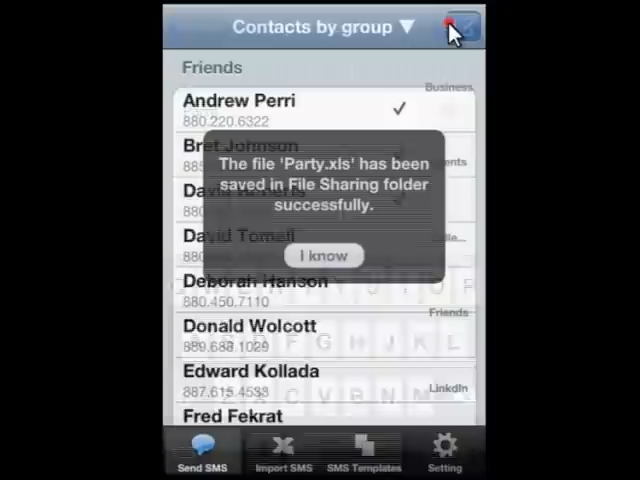 Contacts by group ▼
Friends
Business
Andrew Perri
880.220.6322
Bret Johnson
The file 'Party.xls' has been
saved in File Sharing folder
successfully.
David Tomell
I know
Deborah Hanson
880.450.7110
Friends
Donald Wolcott
889.688.1029
Edward Kollada
887.615.4533
LinkedIn
Fred Fekrat
Send SMS
Import SMS
SMS Templates
Setting